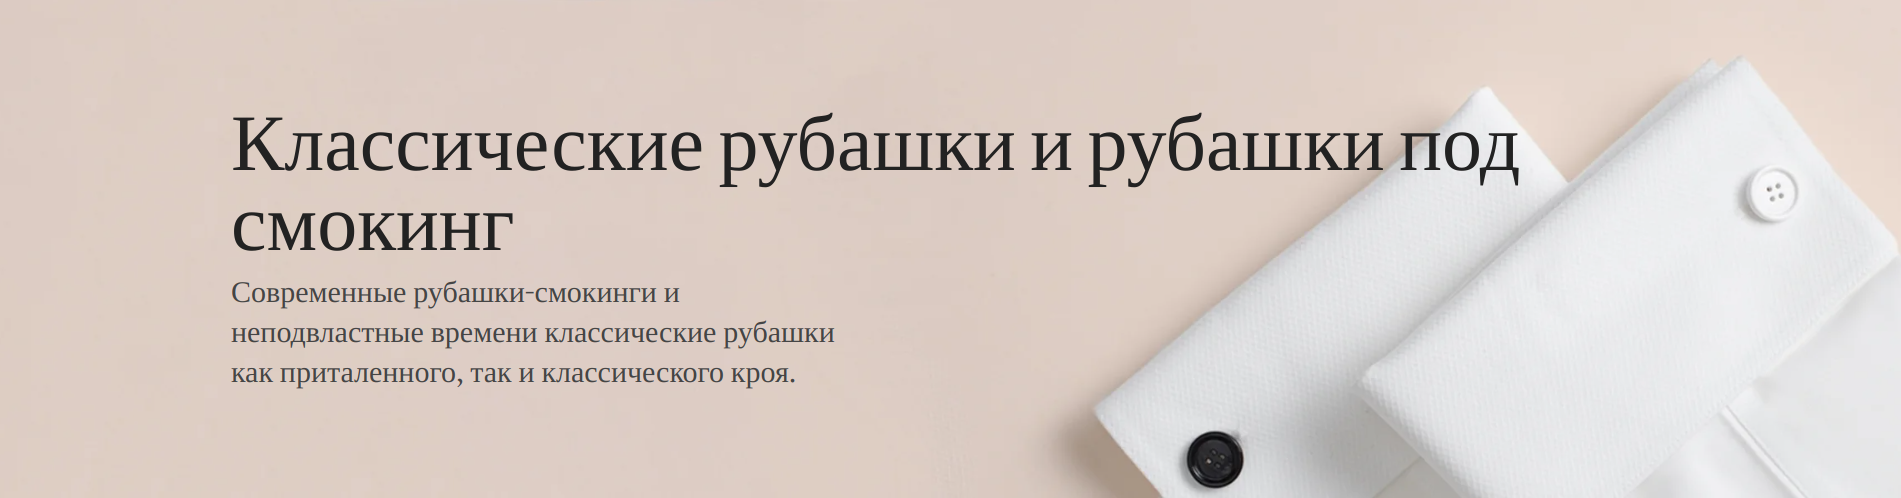 Классические рубашки и рубашки под
смокинг
Современные рубашки-смокинги и
неподвластные времени классические рубашки
как приталенного, так и классического кроя.